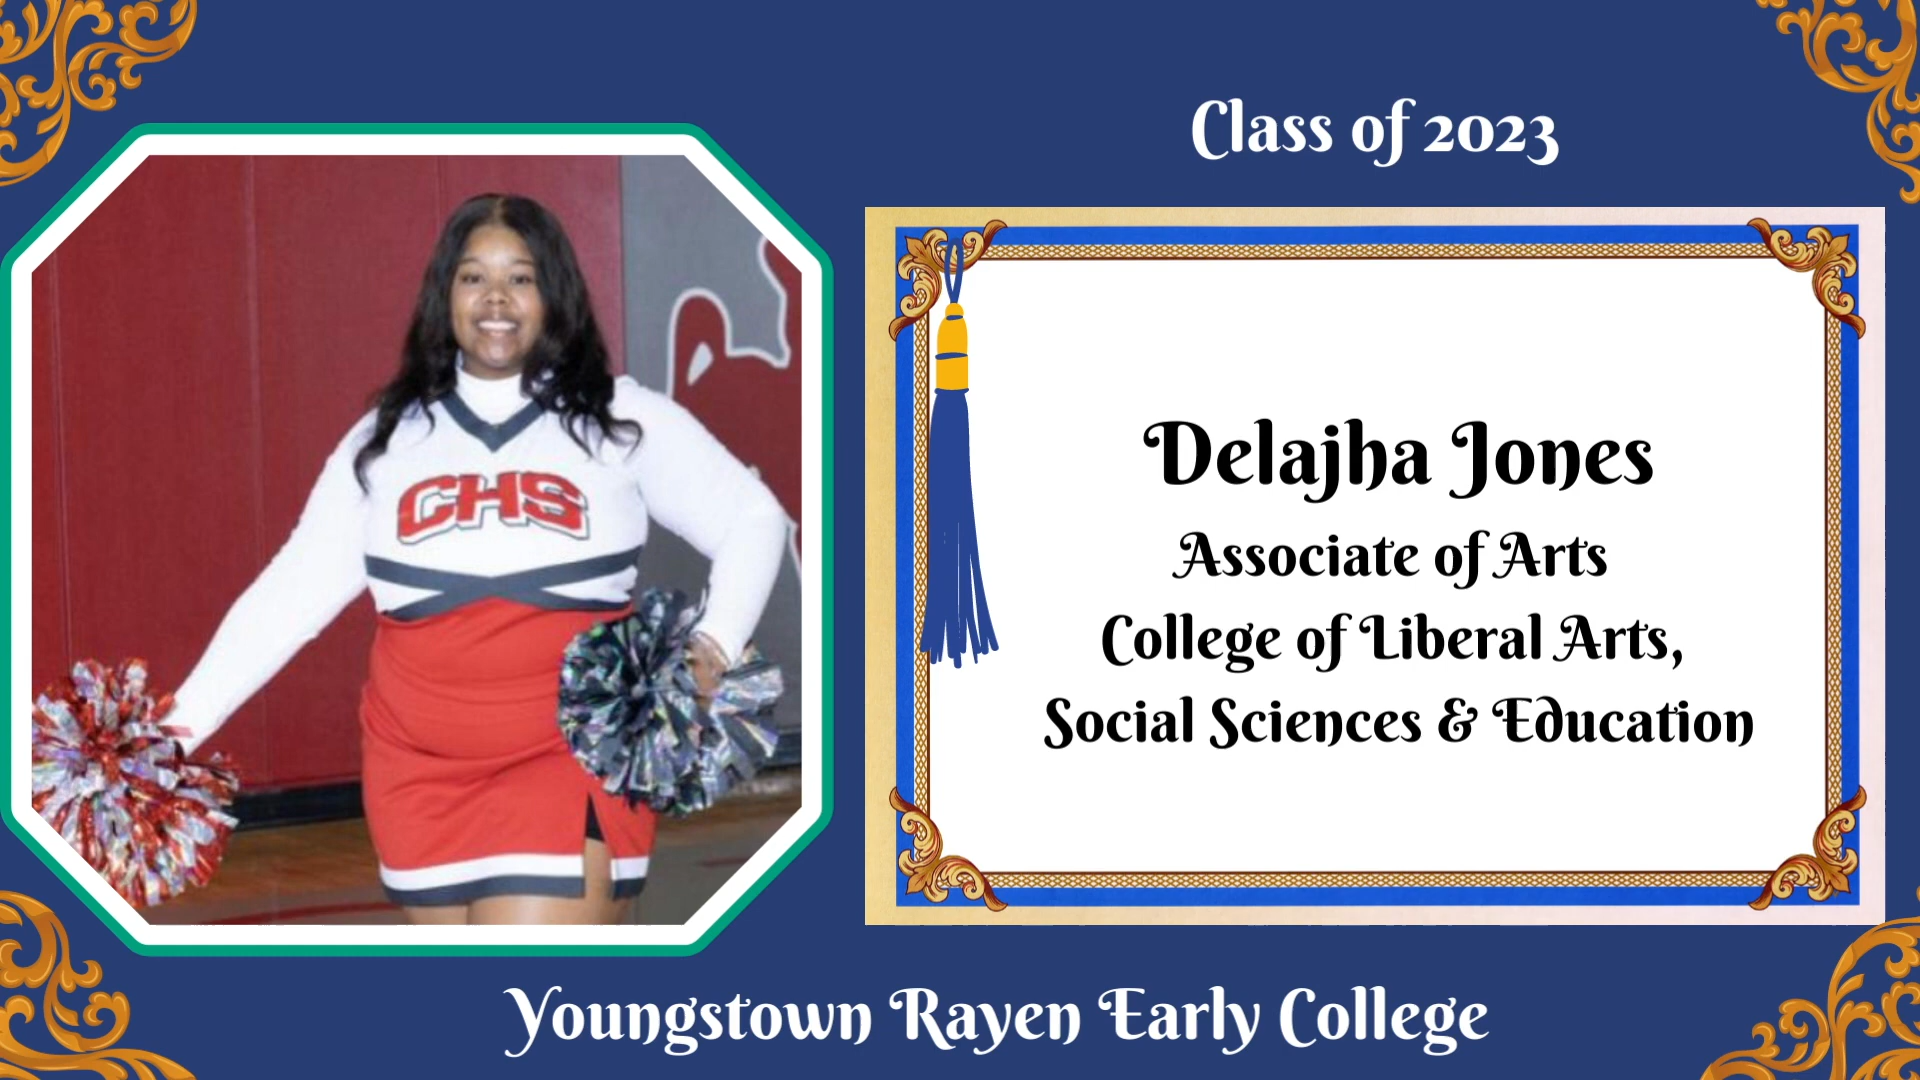 Class of 2023
CHS
Delajha Jones
Associate of Arts
College of Liberal Arts,
Social Sciences & Education
Youngstown Rayen Early College